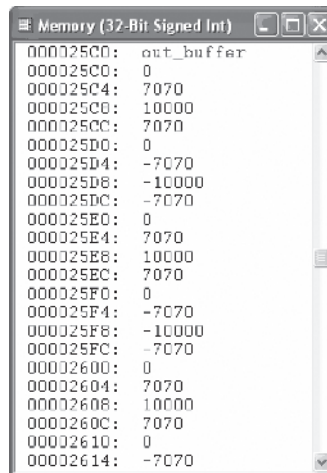 Memory (32-Bit Signed Int)
000025C0: out_buffer
000025C0: 0
000025C4: 7070
000025C8: 10000
000025CC: 7070
000025D0: 0
000025D4: -7070
000025D8: -10000
000025DC: -7070
000025E0: 0
000025E4: 7070
000025E8: 10000
000025EC: 7070
000025F0: 0
000025F4: -7070
000025F8: -10000
000025FC: -7070
00002600: 0
00002604: 7070
00002608: 10000
0000260C: 7070
00002610: 0
00002614: -7070